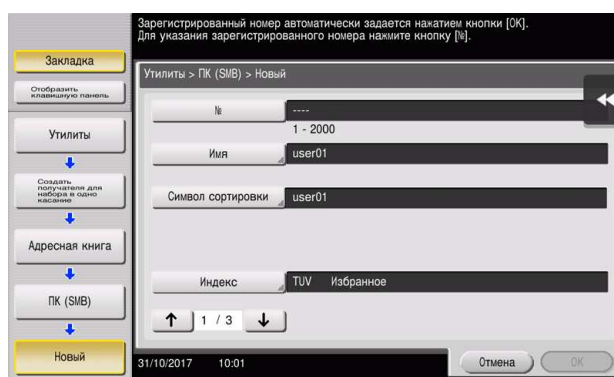 Зарегистрированный номер автоматически задается нажатием кнопки [OK].
Для указания зарегистрированного номера нажмите кнопку [№].
Закладка
Отобразить
клавишную панель
Утилиты
Создать
получателя для
набора в одно
касание
Адресная книга
ПК (SMB)
Новый
Утилиты > ПК (SMB) > Новый
№ ----
1 - 2000
Имя user01
Символ сортировки user01
Индекс TUV Избранное
1 / 3
31/10/2017 10:01
Отмена OK